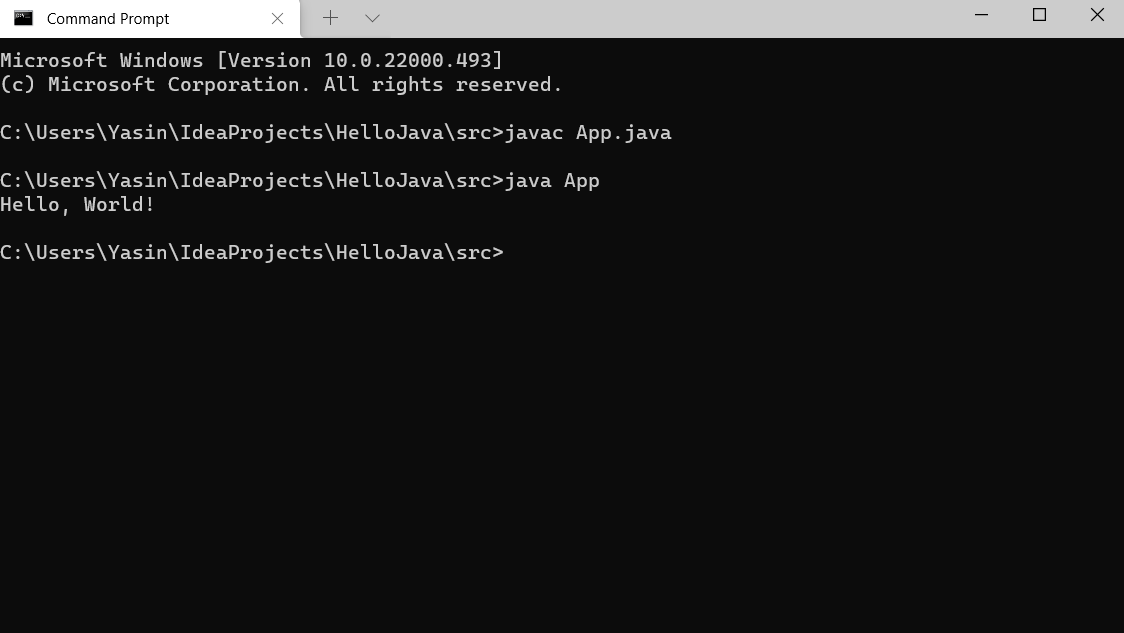 Command Prompt
Microsoft Windows [Version 10.0.22000.493]
(c) Microsoft Corporation. All rights reserved.
C:\Users\Yasin\IdeaProjects\HelloJava\src>javac App.java
C:\Users\Yasin\IdeaProjects\HelloJava\src>java App
Hello, World!
C:\Users\Yasin\IdeaProjects\HelloJava\src>